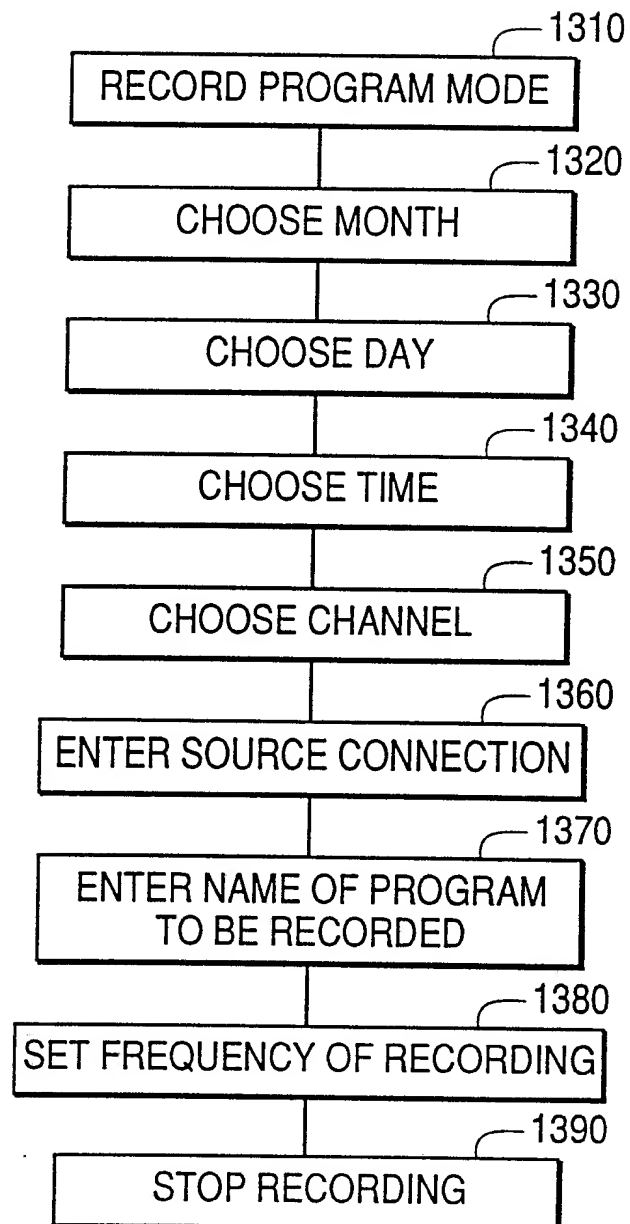 1310
RECORD PROGRAM MODE
1320
CHOOSE MONTH
1330
CHOOSE DAY
1340
CHOOSE TIME
1350
CHOOSE CHANNEL
1360
ENTER SOURCE CONNECTION
1370
ENTER NAME OF PROGRAM
TO BE RECORDED
1380
SET FREQUENCY OF RECORDING
1390
STOP RECORDING